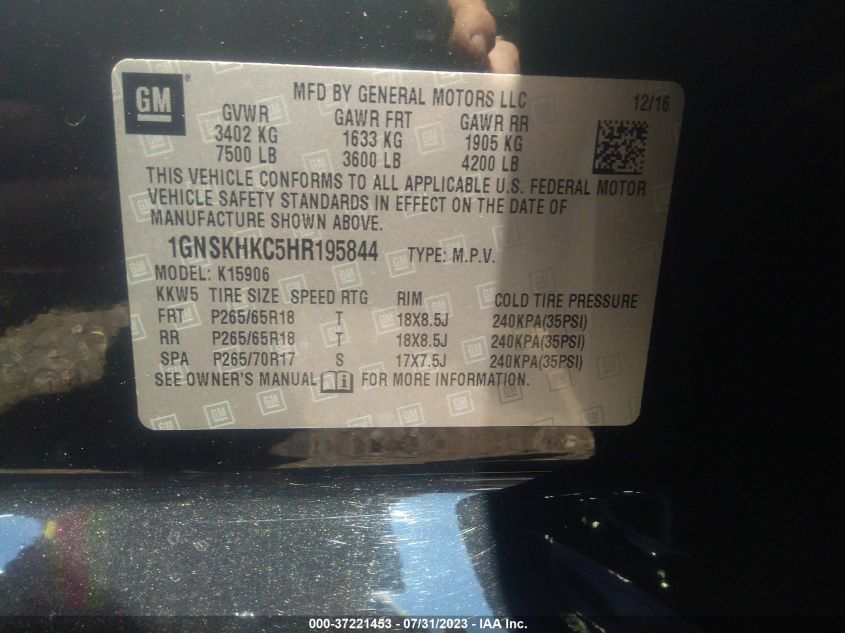 GM ®
MFD BY GENERAL MOTORS LLC
12/16
GVWR GAWR FRT GAWR RR
3402 KG 1633 KG 1905 KG
7500 LB 3600 LB 4200 LB
THIS VEHICLE CONFORMS TO ALL APPLICABLE U.S. FEDERAL MOTOR
VEHICLE SAFETY STANDARDS IN EFFECT ON THE DATE OF
MANUFACTURE SHOWN ABOVE.
1GNSKHKC5HR195844 TYPE: M.P.V.
MODEL: K15906
KKW5 TIRE SIZE SPEED RTG RIM COLD TIRE PRESSURE
FRT P265/65R18 T 18X8.5J 240KPA(35PSI)
RR P265/65R18 T 18X8.5J 240KPA(35PSI)
SPA P265/70R17 S 17X7.5J 240KPA(35PSI)
SEE OWNER'S MANUAL i FOR MORE INFORMATION.
000-37221453 - 07/31/2023 - IAA Inc.